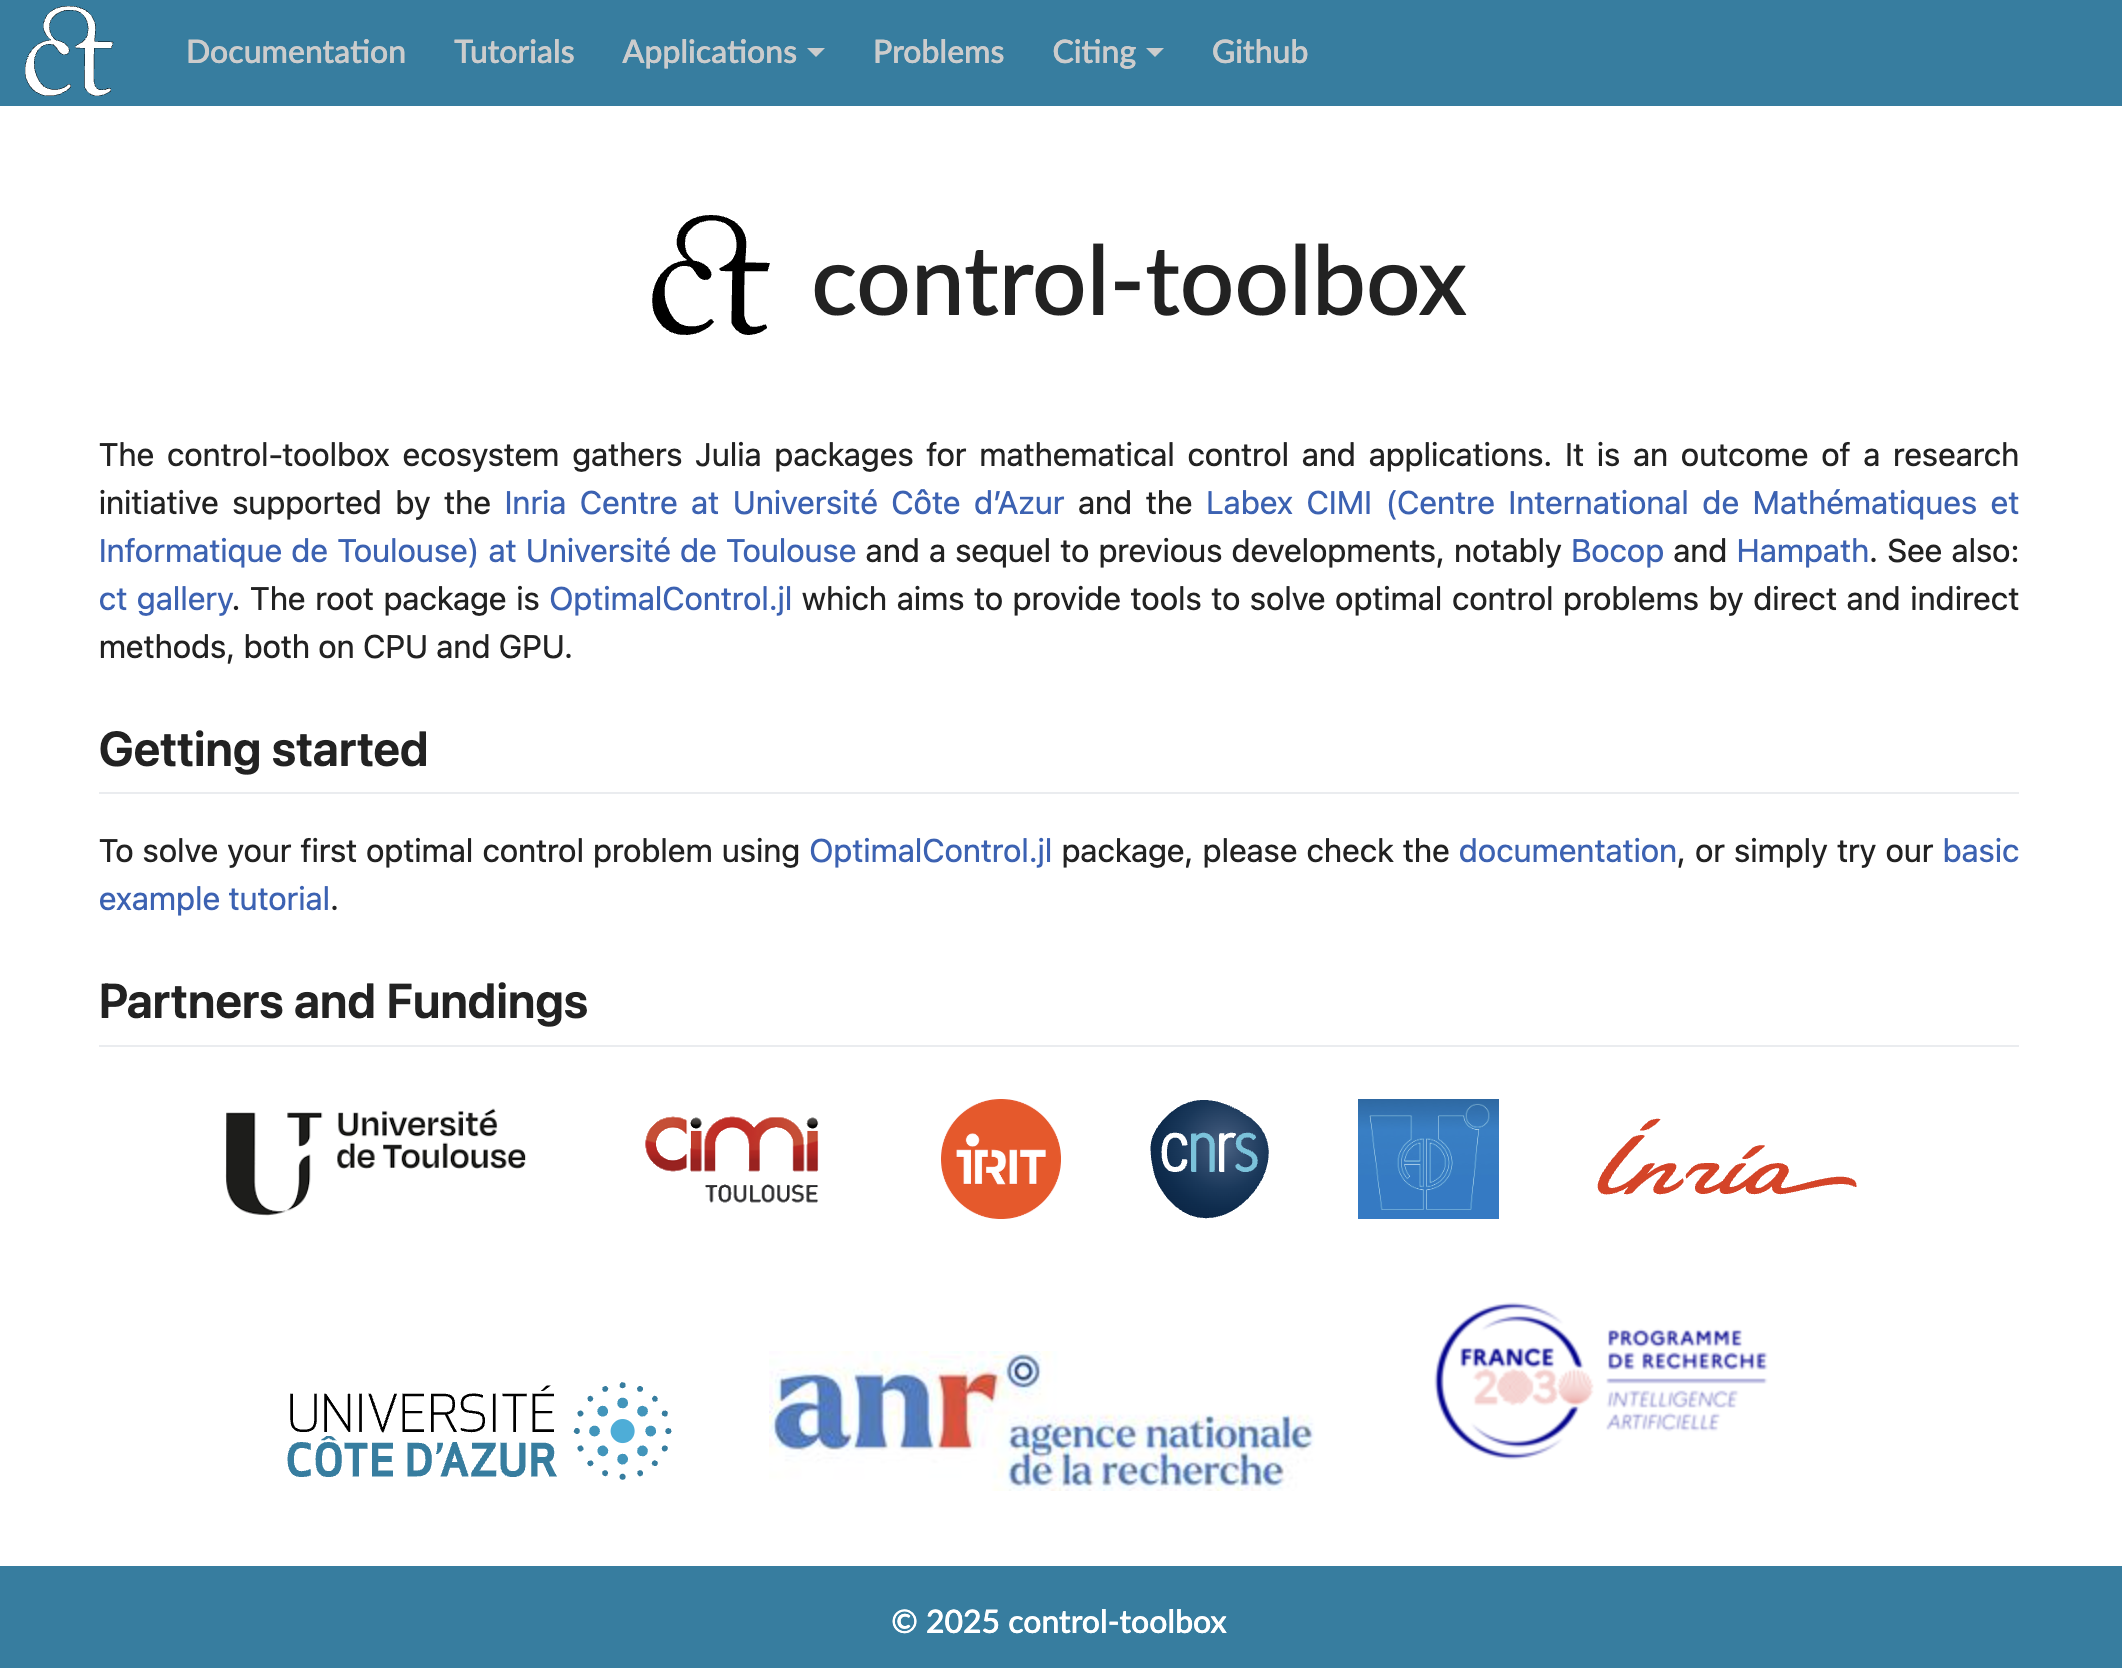 ct
Documentation Tutorials Applications Problems Citing Github
ct control-toolbox
The control-toolbox ecosystem gathers Julia packages for mathematical control and applications. It is an outcome of a research
initiative supported by the Inria Centre at Université Côte d’Azur and the Labex CIMI (Centre International de Mathématiques et
Informatique de Toulouse) at Université de Toulouse and a sequel to previous developments, notably Bocop and Hampath. See also:
ct gallery. The root package is OptimalControl.jl which aims to provide tools to solve optimal control problems by direct and indirect
methods, both on CPU and GPU.
Getting started
To solve your first optimal control problem using OptimalControl.jl package, please check the documentation, or simply try our basic
example tutorial.
Partners and Fundings
Université
de Toulouse
cimi
TOULOUSE
IRIT
cnrs
Inria
UNIVERSITÉ
CÔTE D’AZUR
anr
agence nationale
de la recherche
FRANCE
2030
PROGRAMME
DE RECHERCHE
INTELLIGENCE
ARTIFICIELLE
© 2025 control-toolbox